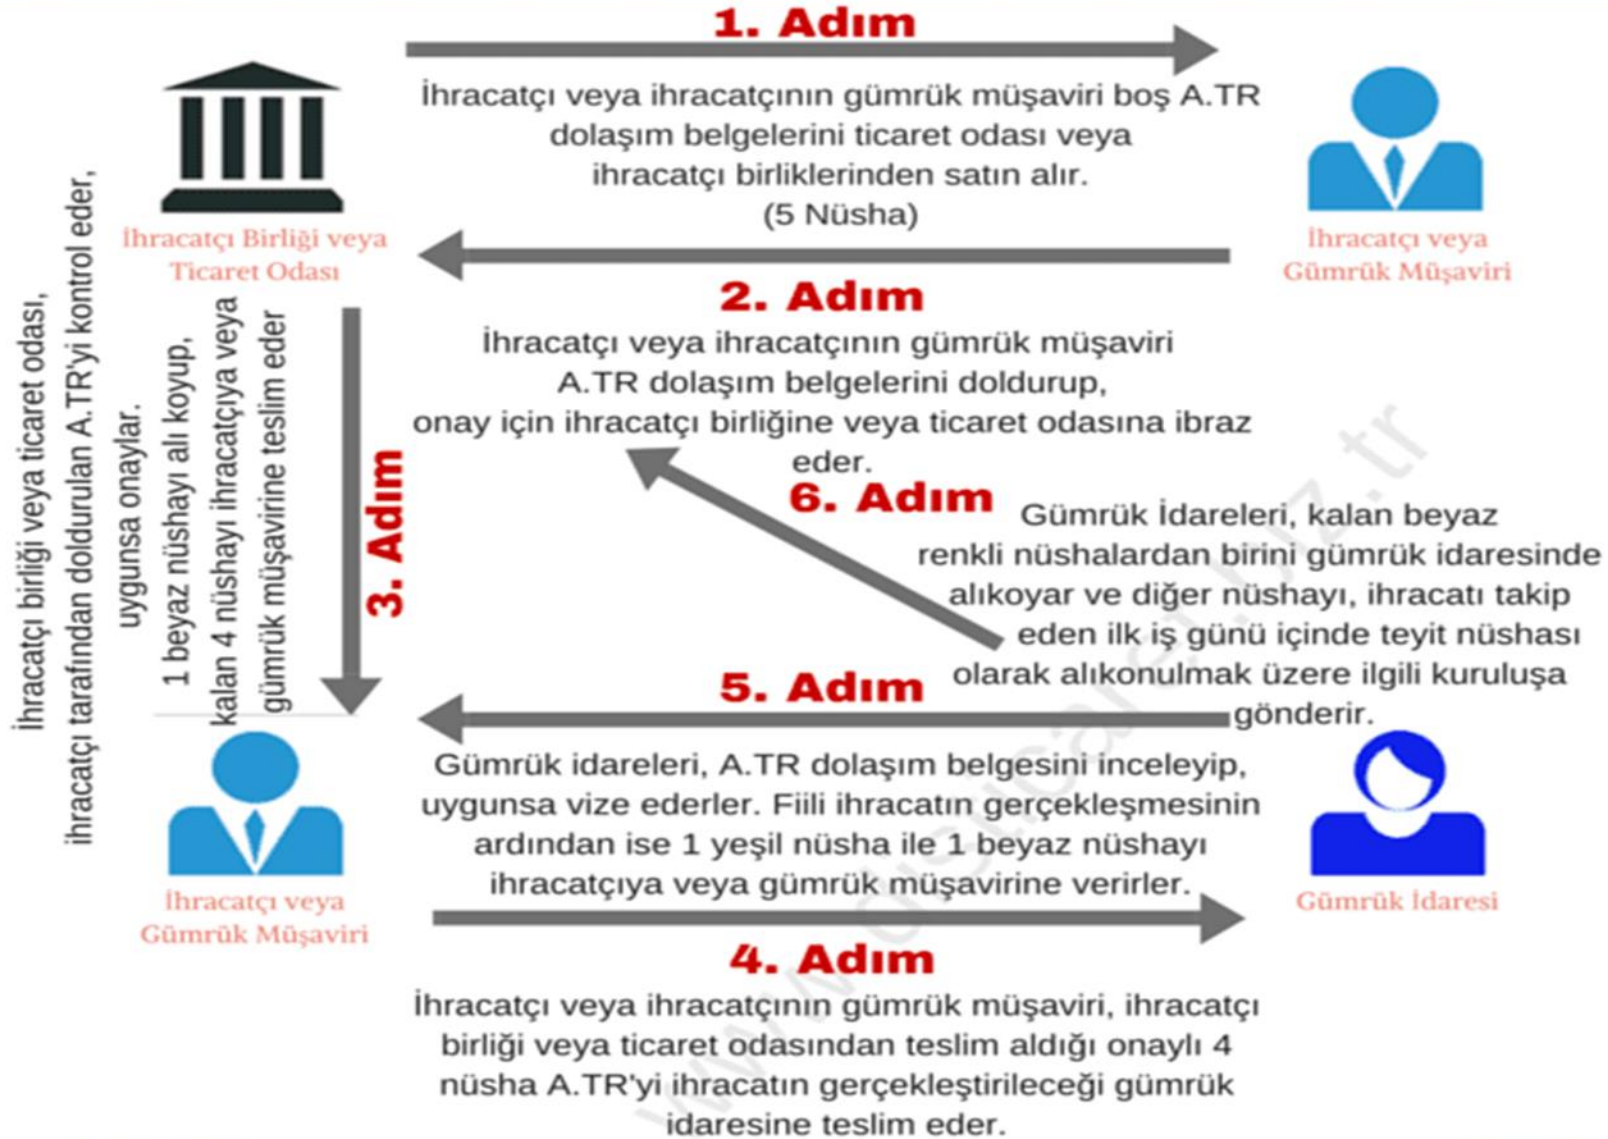 1. Adım
İhracatçı veya ihracatçının gümrük müşaviri boş A.TR
dolaşım belgelerini ticaret odası veya
ihracatçı birliklerinden satın alır.
(5 Nüsha)
İhracatçı Birliği veya
Ticaret Odası
İhracatçı veya
Gümrük Müşaviri
2. Adım
İhracatçı veya ihracatçının gümrük müşaviri
A.TR dolaşım belgelerini doldurup,
onay için ihracatçı birliğine veya ticaret odasına ibraz
eder.
3. Adım
İhracatçı birliği veya ticaret odası,
ihracatçı tarafından doldurulan A.TR'yi kontrol eder,
uygunsa onaylar.
1 beyaz nüshayı alı koyup,
kalan 4 nüshayı ihracatçıya veya
gümrük müşavirine teslim eder
6. Adım
Gümrük İdareleri, kalan beyaz
renkli nüshalardan birini gümrük idaresinde
alıkoyar ve diğer nüshayı, ihracatı takip
eden ilk iş günü içinde teyit nüshası
olarak alıkonulmak üzere ilgili kuruluşa
gönderir.
5. Adım
Gümrük idareleri, A.TR dolaşım belgesini inceleyip,
uygunsa vize ederler. Fiili ihracatın gerçekleşmesinin
ardından ise 1 yeşil nüsha ile 1 beyaz nüshayı
ihracatçıya veya gümrük müşavirine verirler.
İhracatçı veya
Gümrük Müşaviri
Gümrük İdaresi
4. Adım
İhracatçı veya ihracatçının gümrük müşaviri, ihracatçı
birliği veya ticaret odasından teslim aldığı onaylı 4
nüsha A.TR'yi ihracatın gerçekleştirileceği gümrük
idaresine teslim eder.
www.disticaret.biz.tr